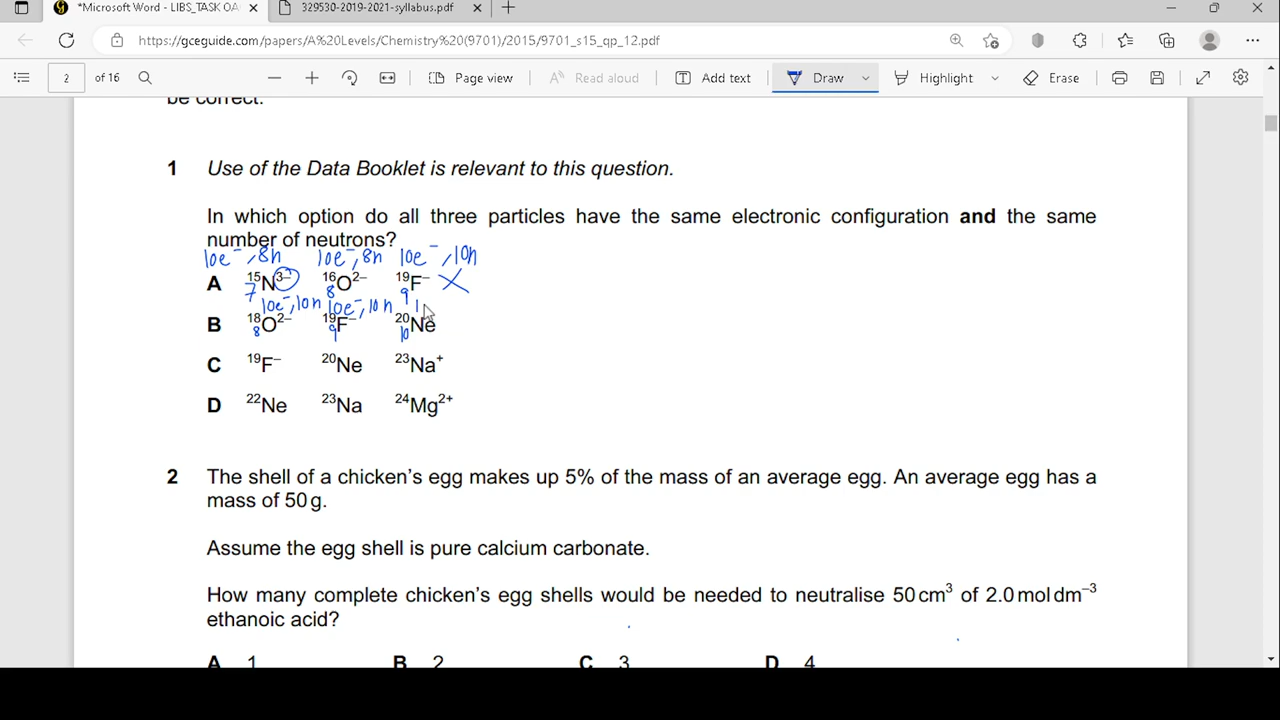 *Microsoft Word - LIBS_TASK OA
329530-2019-2021-syllabus.pdf
https://gceguide.com/papers/A%20Levels/Chemistry%20(9701)/2015/9701_s15_qp_12.pdf
2 of 16 Page view Read aloud Add text Draw Highlight Erase
be correct.
1 Use of the Data Booklet is relevant to this question.
In which option do all three particles have the same electronic configuration and the same
number of neutrons?
10e⁻, 8n 10e⁻, 8n 10e⁻, 10n
A ¹⁵₇N³⁻ ¹⁶₈O²⁻ ¹⁹₉F⁻ X
10e⁻, 10n 10e⁻, 10n 1
B ¹⁸₈O²⁻ ¹⁹₉F⁻ ²⁰₁₀Ne
C ¹⁹F⁻ ²⁰Ne ²³Na⁺
D ²²Ne ²³Na ²⁴Mg²⁺
2 The shell of a chicken's egg makes up 5% of the mass of an average egg. An average egg has a
mass of 50 g.
Assume the egg shell is pure calcium carbonate.
How many complete chicken's egg shells would be needed to neutralise 50 cm³ of 2.0 mol dm⁻³
ethanoic acid?
A 1 B 2 C 3 D 4